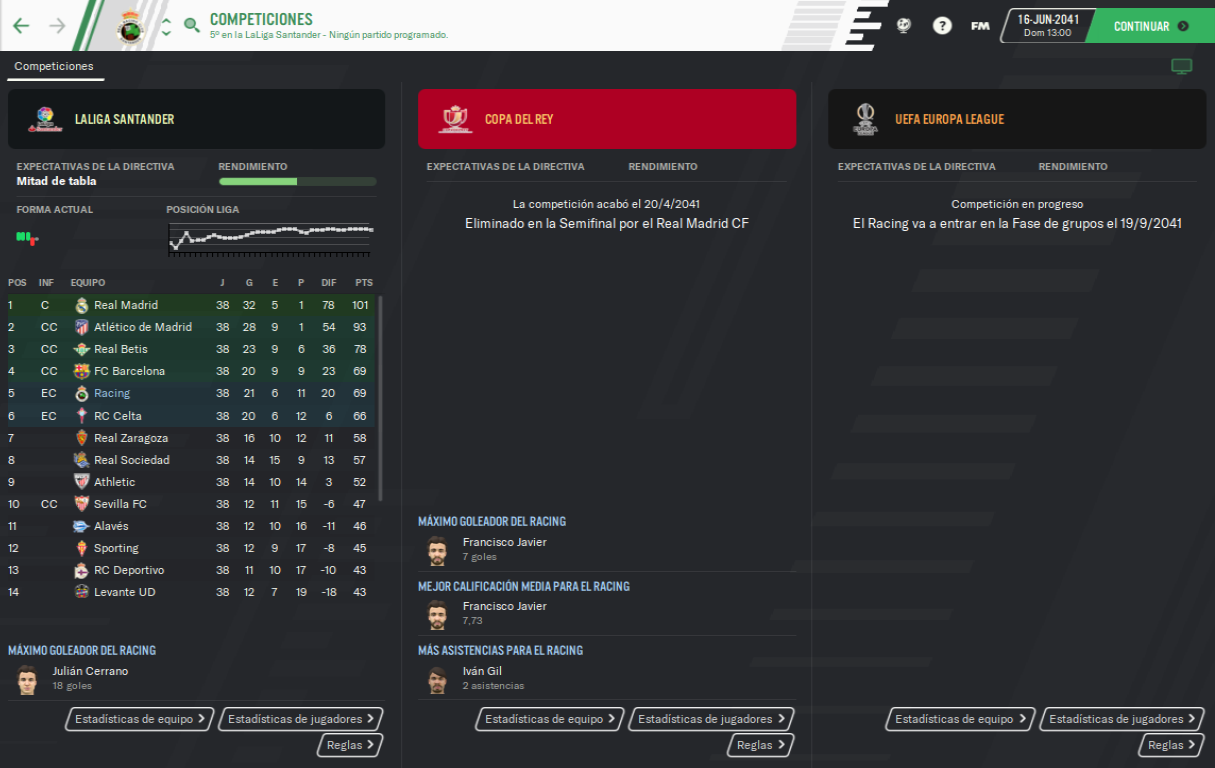 COMPETICIONES
5º en la LaLiga Santander - Ningún partido programado.
?
FM
16-JUN-2041
Dom 13:00
CONTINUAR
Competiciones
LALIGA SANTANDER
EXPECTATIVAS DE LA DIRECTIVA RENDIMIENTO
Mitad de tabla
FORMA ACTUAL POSICIÓN LIGA
POS INF EQUIPO J G E P DIF PTS
1 C Real Madrid 38 32 5 1 78 101
2 CC Atlético de Madrid 38 28 9 1 54 93
3 CC Real Betis 38 23 9 6 36 78
4 CC FC Barcelona 38 20 9 9 23 69
5 EC Racing 38 21 6 11 20 69
6 EC RC Celta 38 20 6 12 6 66
7 Real Zaragoza 38 16 10 12 11 58
8 Real Sociedad 38 14 15 9 13 57
9 Athletic 38 14 10 14 3 52
10 CC Sevilla FC 38 12 11 15 -6 47
11 Alavés 38 12 10 16 -11 46
12 Sporting 38 12 9 17 -8 45
13 RC Deportivo 38 11 10 17 -10 43
14 Levante UD 38 12 7 19 -18 43
MÁXIMO GOLEADOR DEL RACING
Julián Cerrano
18 goles
Estadísticas de equipo > Estadísticas de jugadores >
Reglas >
COPA DEL REY
EXPECTATIVAS DE LA DIRECTIVA RENDIMIENTO
La competición acabó el 20/4/2041
Eliminado en la Semifinal por el Real Madrid CF
MÁXIMO GOLEADOR DEL RACING
Francisco Javier
7 goles
MEJOR CALIFICACIÓN MEDIA PARA EL RACING
Francisco Javier
7,73
MÁS ASISTENCIAS PARA EL RACING
Iván Gil
2 asistencias
Estadísticas de equipo > Estadísticas de jugadores >
Reglas >
UEFA EUROPA LEAGUE
EXPECTATIVAS DE LA DIRECTIVA RENDIMIENTO
Competición en progreso
El Racing va a entrar en la Fase de grupos el 19/9/2041
Estadísticas de equipo > Estadísticas de jugadores >
Reglas >